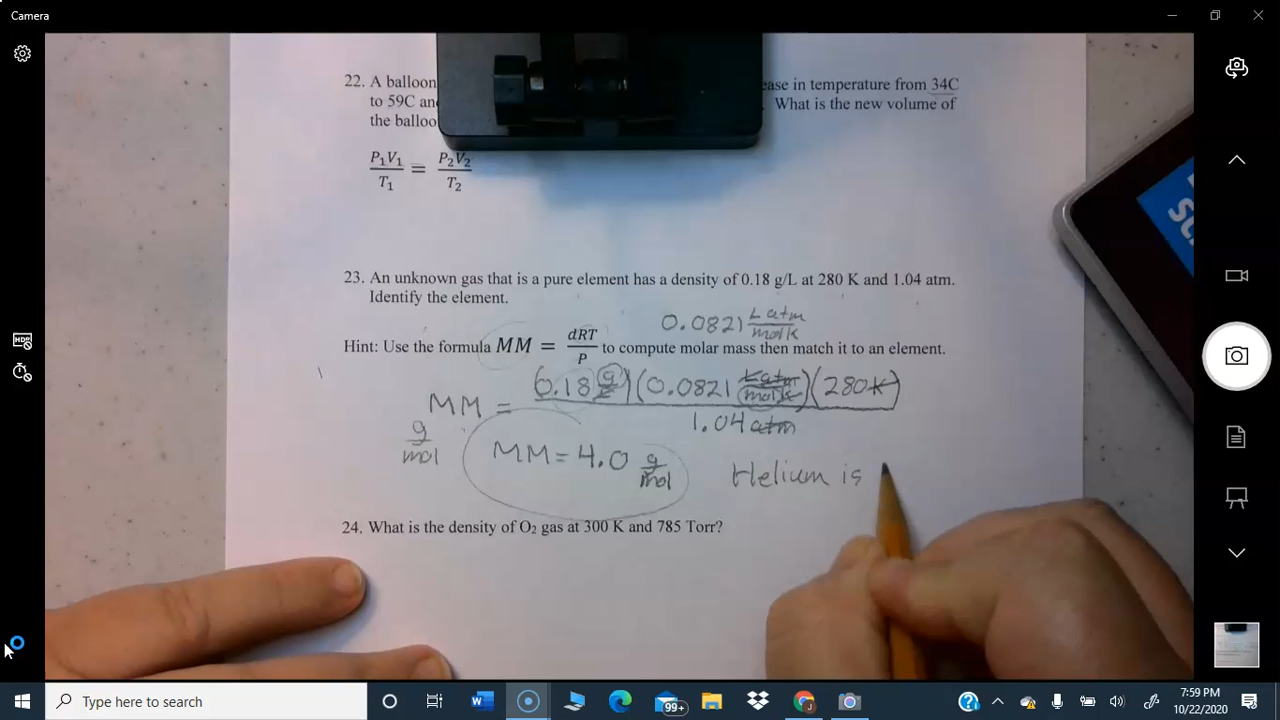 Camera
22. A balloon ease in temperature from 34C
to 59C and What is the new volume of
the balloo
P₁V₁/T₁ = P₂V₂/T₂
23. An unknown gas that is a pure element has a density of 0.18 g/L at 280 K and 1.04 atm.
Identify the element.
0.0821 L atm/mol K
Hint: Use the formula MM = dRT/P to compute molar mass then match it to an element.
MM = (0.18 g/L)(0.0821 L atm/mol K)(280 K)/1.04 atm
g/mol
MM = 4.0 g/mol
Helium is
24. What is the density of O₂ gas at 300 K and 785 Torr?
HDR
Type here to search
99+
7:59 PM
10/22/2020